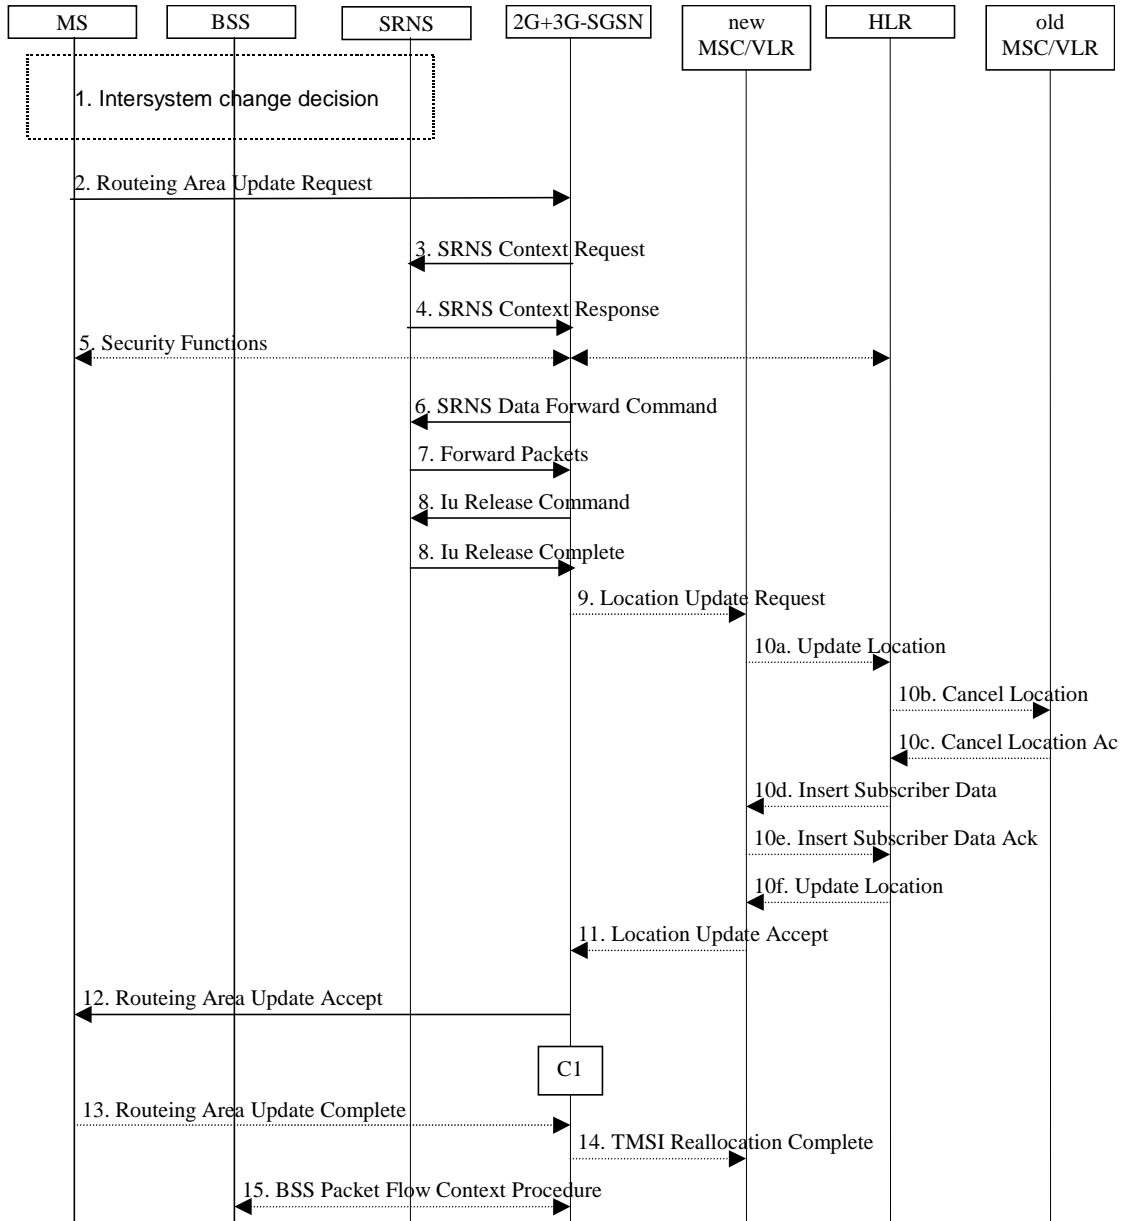 MS BSS SRNS 2G+3G-SGSN new HLR old
MSC/VLR MSC/VLR
1. Intersystem change decision
2. Routeing Area Update Request
3. SRNS Context Request
4. SRNS Context Response
5. Security Functions
6. SRNS Data Forward Command
7. Forward Packets
8. Iu Release Command
8. Iu Release Complete
9. Location Update Request
10a. Update Location
10b. Cancel Location
10c. Cancel Location Ac
10d. Insert Subscriber Data
10e. Insert Subscriber Data Ack
10f. Update Location
11. Location Update Accept
12. Routeing Area Update Accept
C1
13. Routeing Area Update Complete
14. TMSI Reallocation Complete
15. BSS Packet Flow Context Procedure